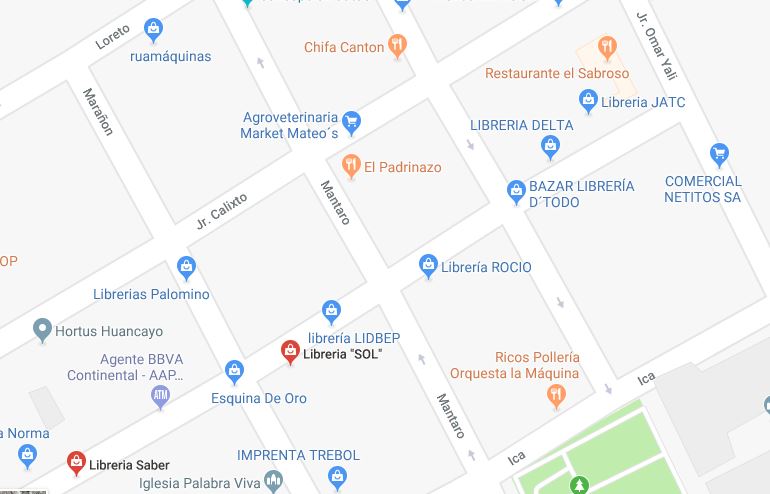 Loreto
ruamáquinas
Chifa Canton
Jr. Omar Yali
Restaurante el Sabroso
Libreria JATC
Marañon
Agroveterinaria
Market Mateo´s
LIBRERIA DELTA
El Padrinazo
COMERCIAL
NETITOS SA
BAZAR LIBRERÍA
D´TODO
Mantaro
Jr. Calixto
OP
Librerias Palomino
Librería ROCIO
Hortus Huancayo
librería LIDBEP
Libreria "SOL"
Agente BBVA
Continental - AAP...
ATM
Ricos Pollería
Orquesta la Máquina
Ica
Esquina De Oro
Mantaro
a Norma
IMPRENTA TREBOL
Ica
Libreria Saber
Iglesia Palabra Viva